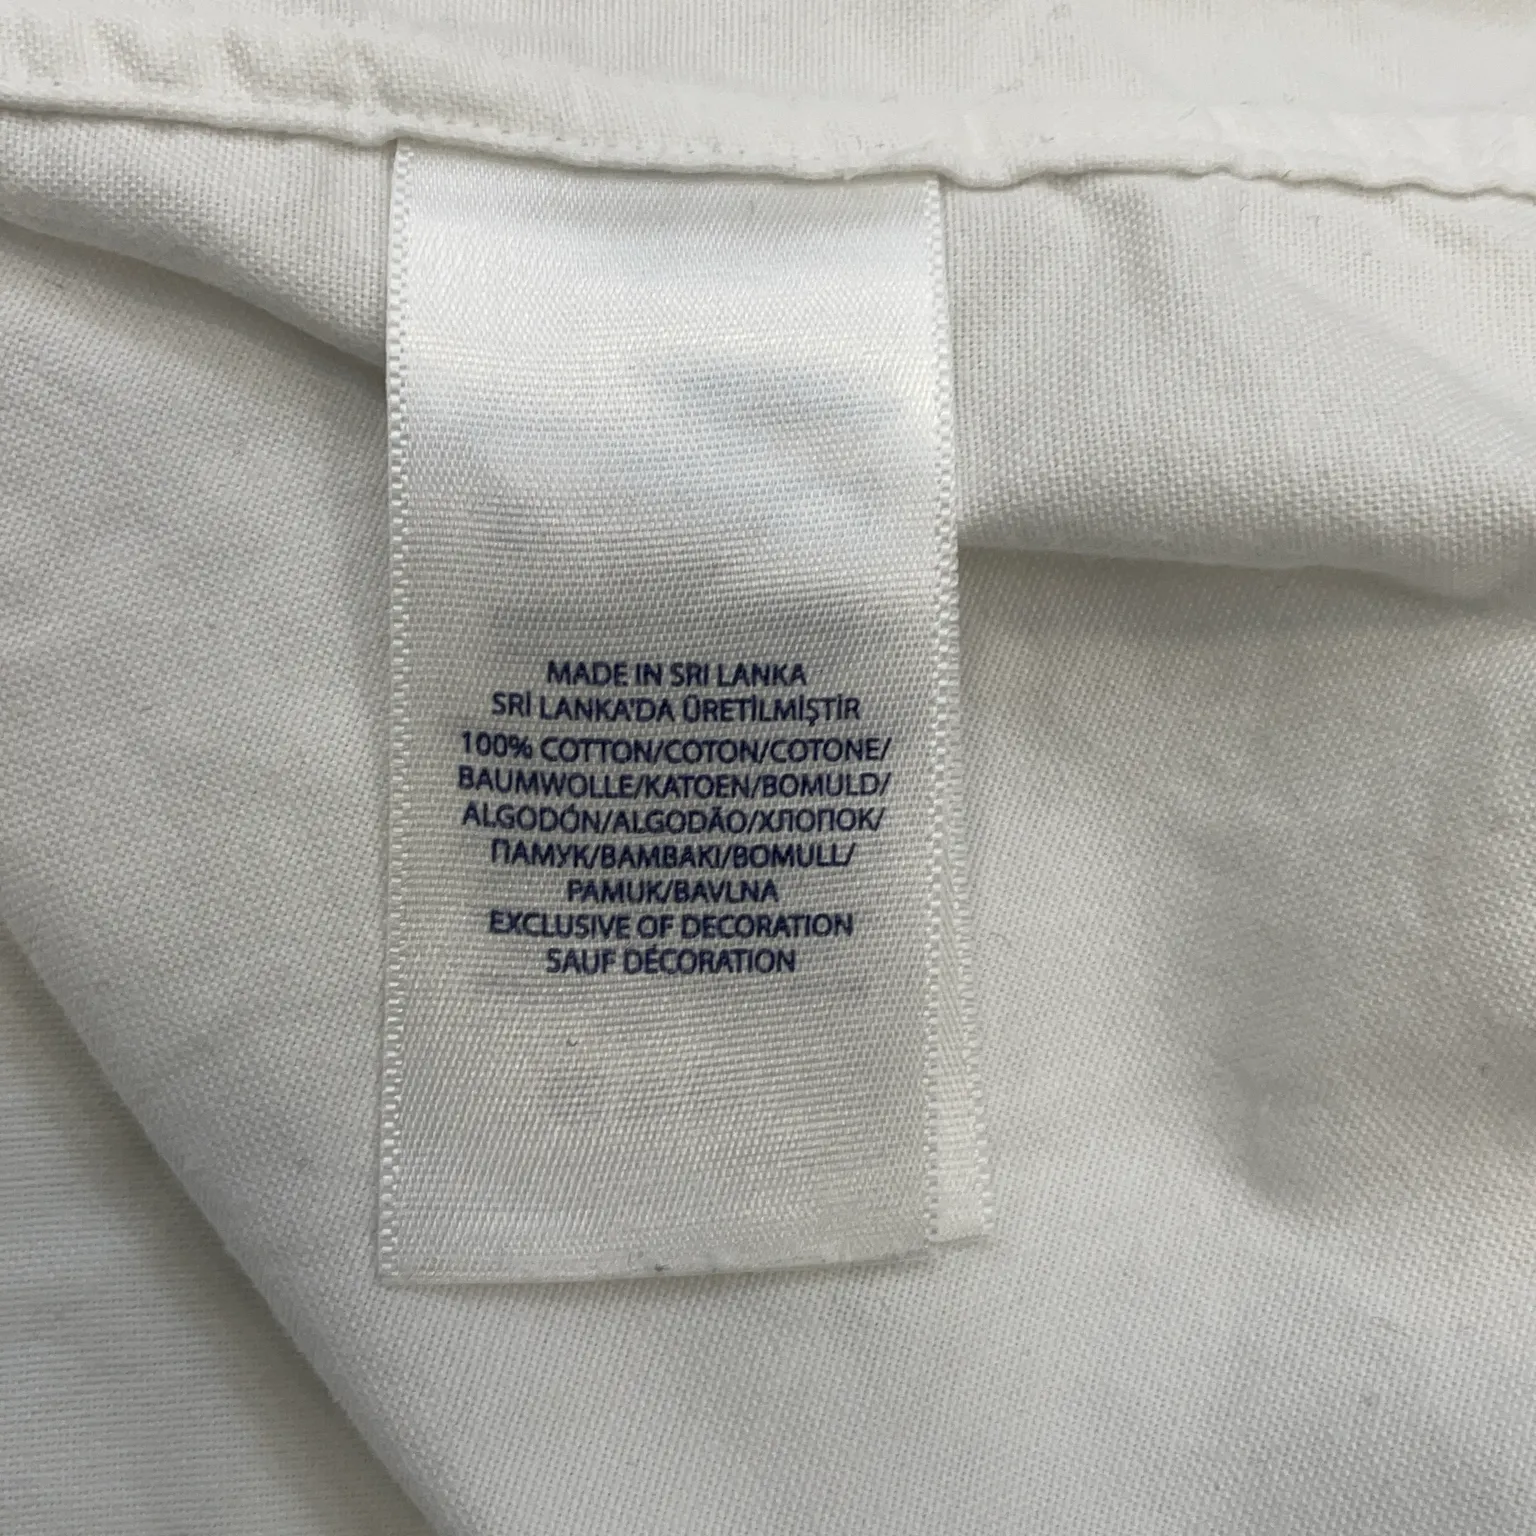 MADE IN SRI LANKA
SRİ LANKA'DA ÜRETİLMİŞTİR
100% COTTON/COTON/COTONE/
BAUMWOLLE/KATOEN/BOMULD/
ALGODÓN/ALGODÃO/ХЛОПОК/
ПАМУК/BAMBAKI/BOMULL/
PAMUK/BAVLNA
EXCLUSIVE OF DECORATION
SAUF DÉCORATION